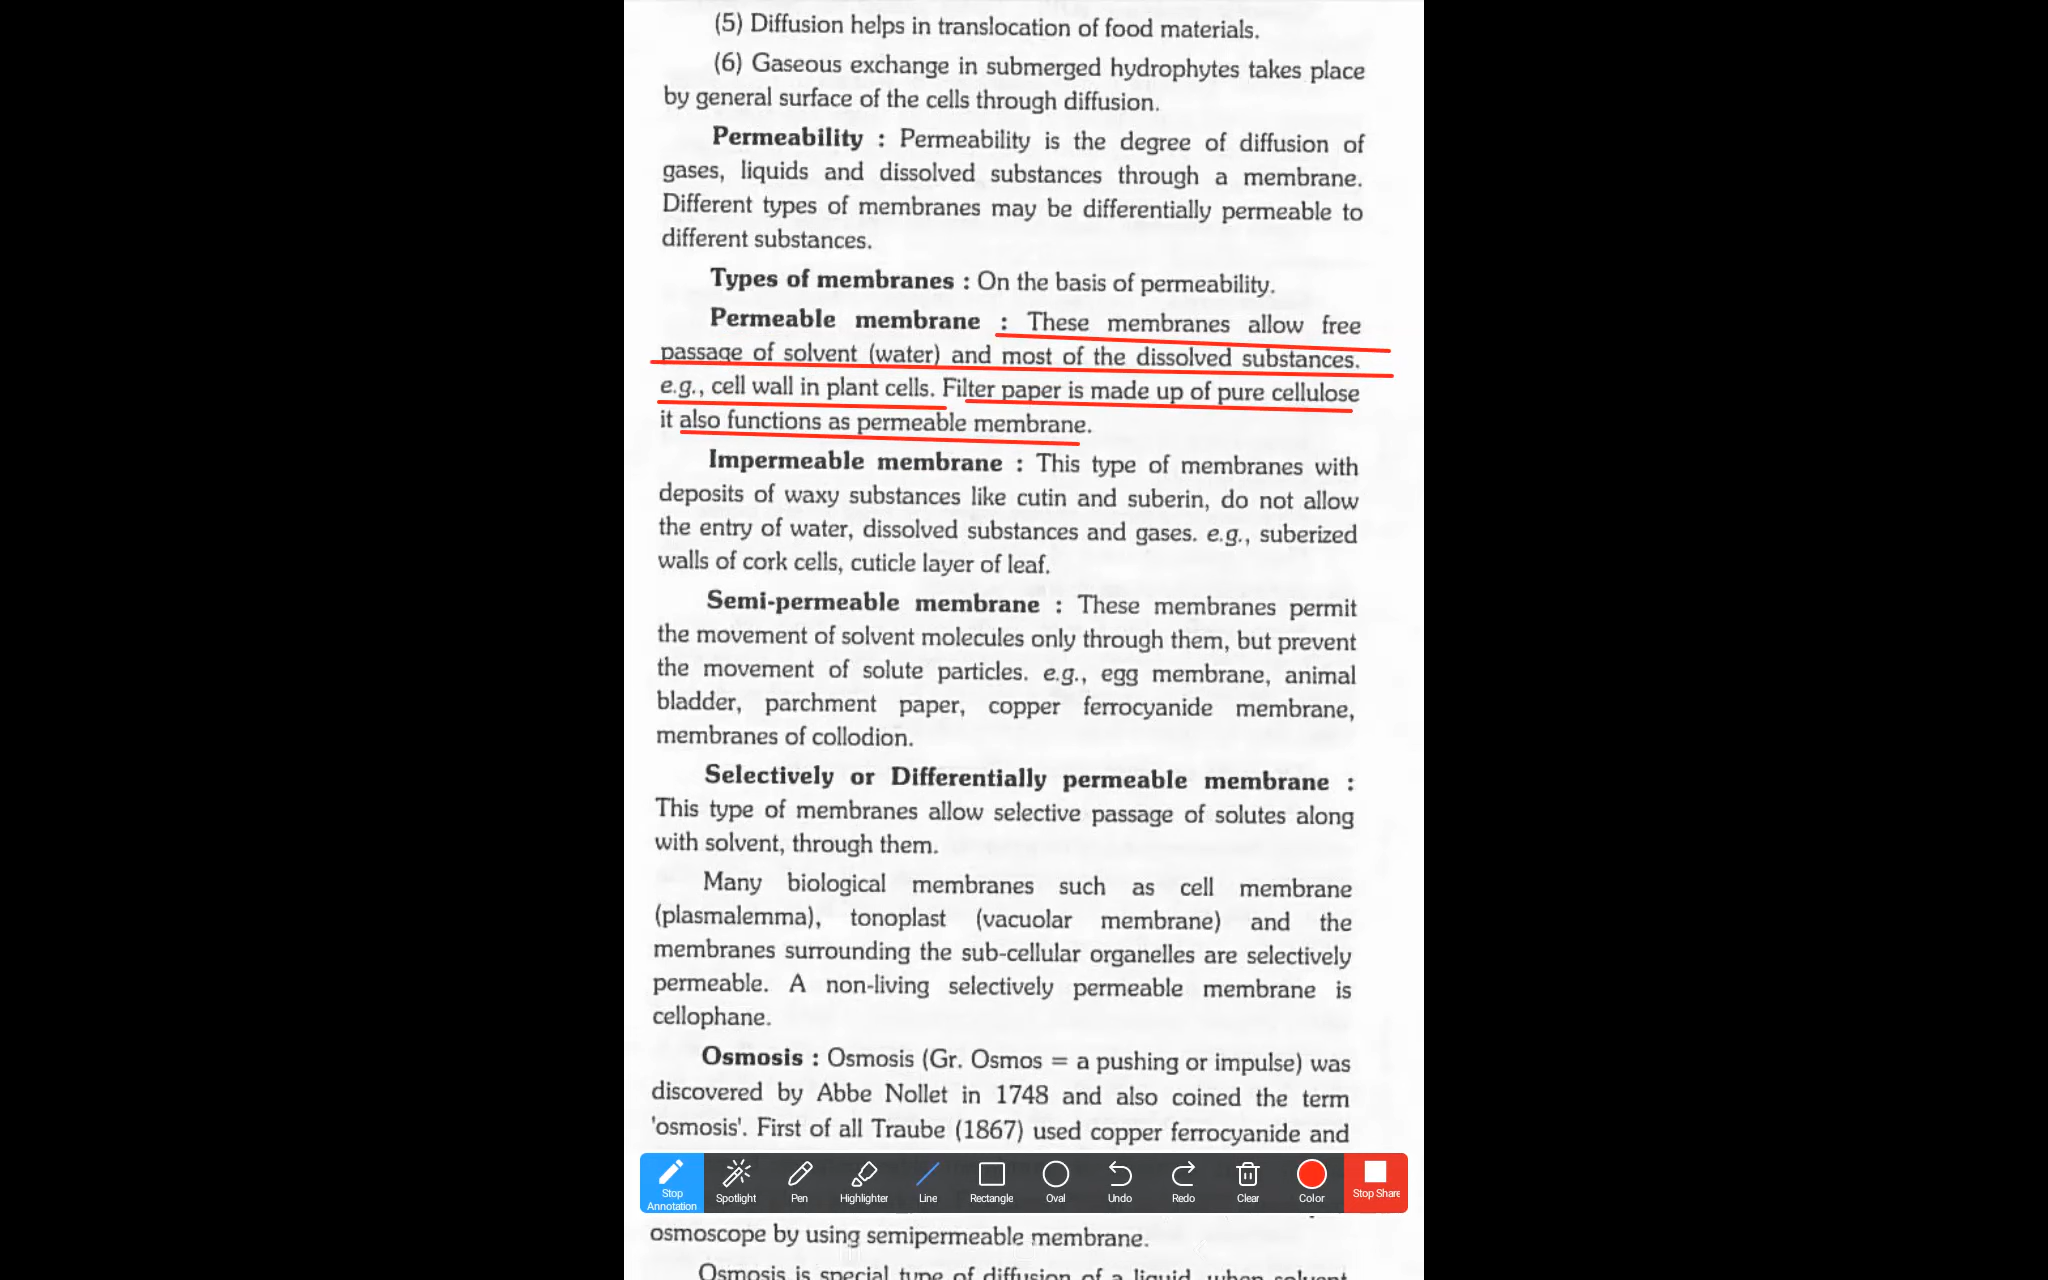 (5) Diffusion helps in translocation of food materials.
(6) Gaseous exchange in submerged hydrophytes takes place
by general surface of the cells through diffusion.
Permeability : Permeability is the degree of diffusion of
gases, liquids and dissolved substances through a membrane.
Different types of membranes may be differentially permeable to
different substances.
Types of membranes : On the basis of permeability.
Permeable membrane : These membranes allow free
passage of solvent (water) and most of the dissolved substances.
e.g., cell wall in plant cells. Filter paper is made up of pure cellulose
it also functions as permeable membrane.
Impermeable membrane : This type of membranes with
deposits of waxy substances like cutin and suberin, do not allow
the entry of water, dissolved substances and gases. e.g., suberized
walls of cork cells, cuticle layer of leaf.
Semi-permeable membrane : These membranes permit
the movement of solvent molecules only through them, but prevent
the movement of solute particles. e.g., egg membrane, animal
bladder, parchment paper, copper ferrocyanide membrane,
membranes of collodion.
Selectively or Differentially permeable membrane :
This type of membranes allow selective passage of solutes along
with solvent, through them.
Many biological membranes such as cell membrane
(plasmalemma), tonoplast (vacuolar membrane) and the
membranes surrounding the sub-cellular organelles are selectively
permeable. A non-living selectively permeable membrane is
cellophane.
Osmosis : Osmosis (Gr. Osmos = a pushing or impulse) was
discovered by Abbe Nollet in 1748 and also coined the term
'osmosis'. First of all Traube (1867) used copper ferrocyanide and
Stop Annotation Spotlight Pen Highlighter Line Rectangle Oval Undo Redo Clear Color Stop Share
osmoscope by using semipermeable membrane.
Osmosis is special type of diffusion of a liquid, when solvent